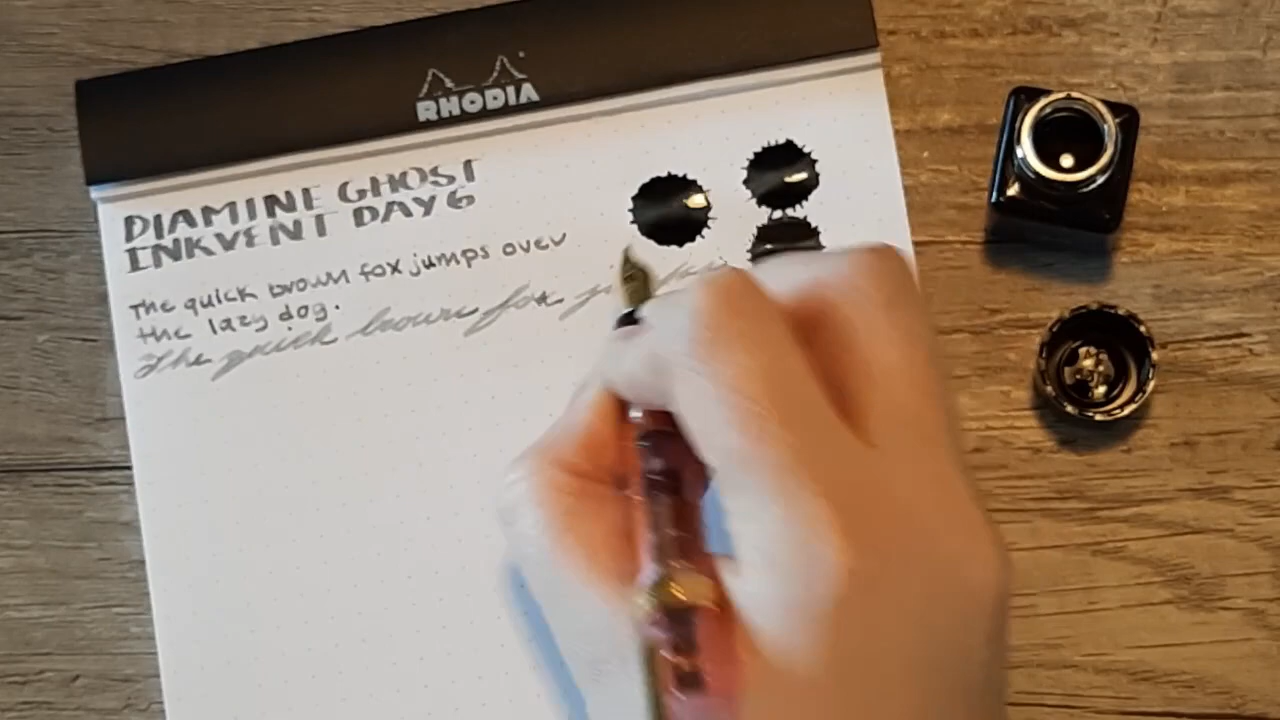 RHODIA
DIAMINE GHOST
INKVENT DAY 6
The quick brown fox jumps over
the lazy dog.
The quick brown fox